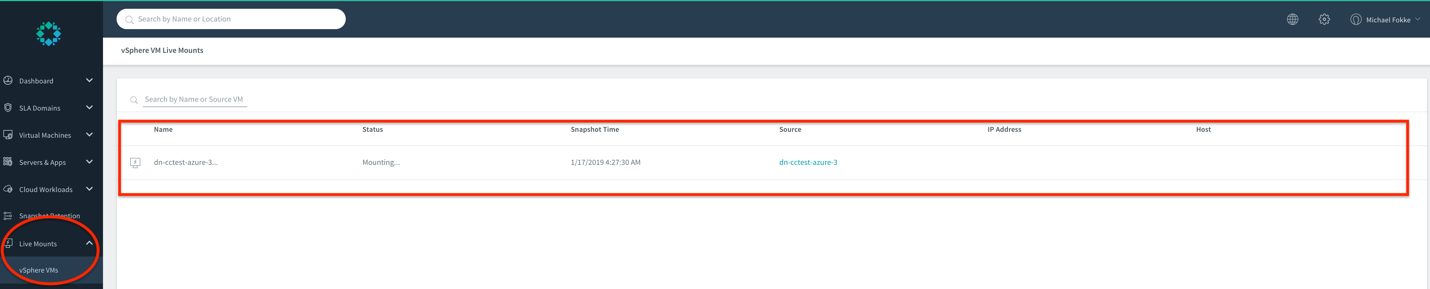 Search by Name or Location
Michael Fokke
vSphere VM Live Mounts
Dashboard
SLA Domains
Virtual Machines
Servers & Apps
Cloud Workloads
Snapshot Retention
Live Mounts
vSphere VMs
Search by Name or Source VM
Name Status Snapshot Time Source IP Address Host
dn-cctest-azure-3... Mounting... 1/17/2019 4:27:30 AM dn-cctest-azure-3